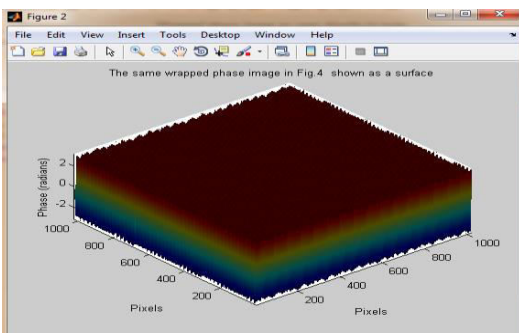 Figure 2
File Edit View Insert Tools Desktop Window Help
The same wrapped phase image in Fig.4 shown as a surface
Phase (radians)
2
0
-2
1000
800
600
400
200
Pixels
200
400
600
800
1000
Pixels